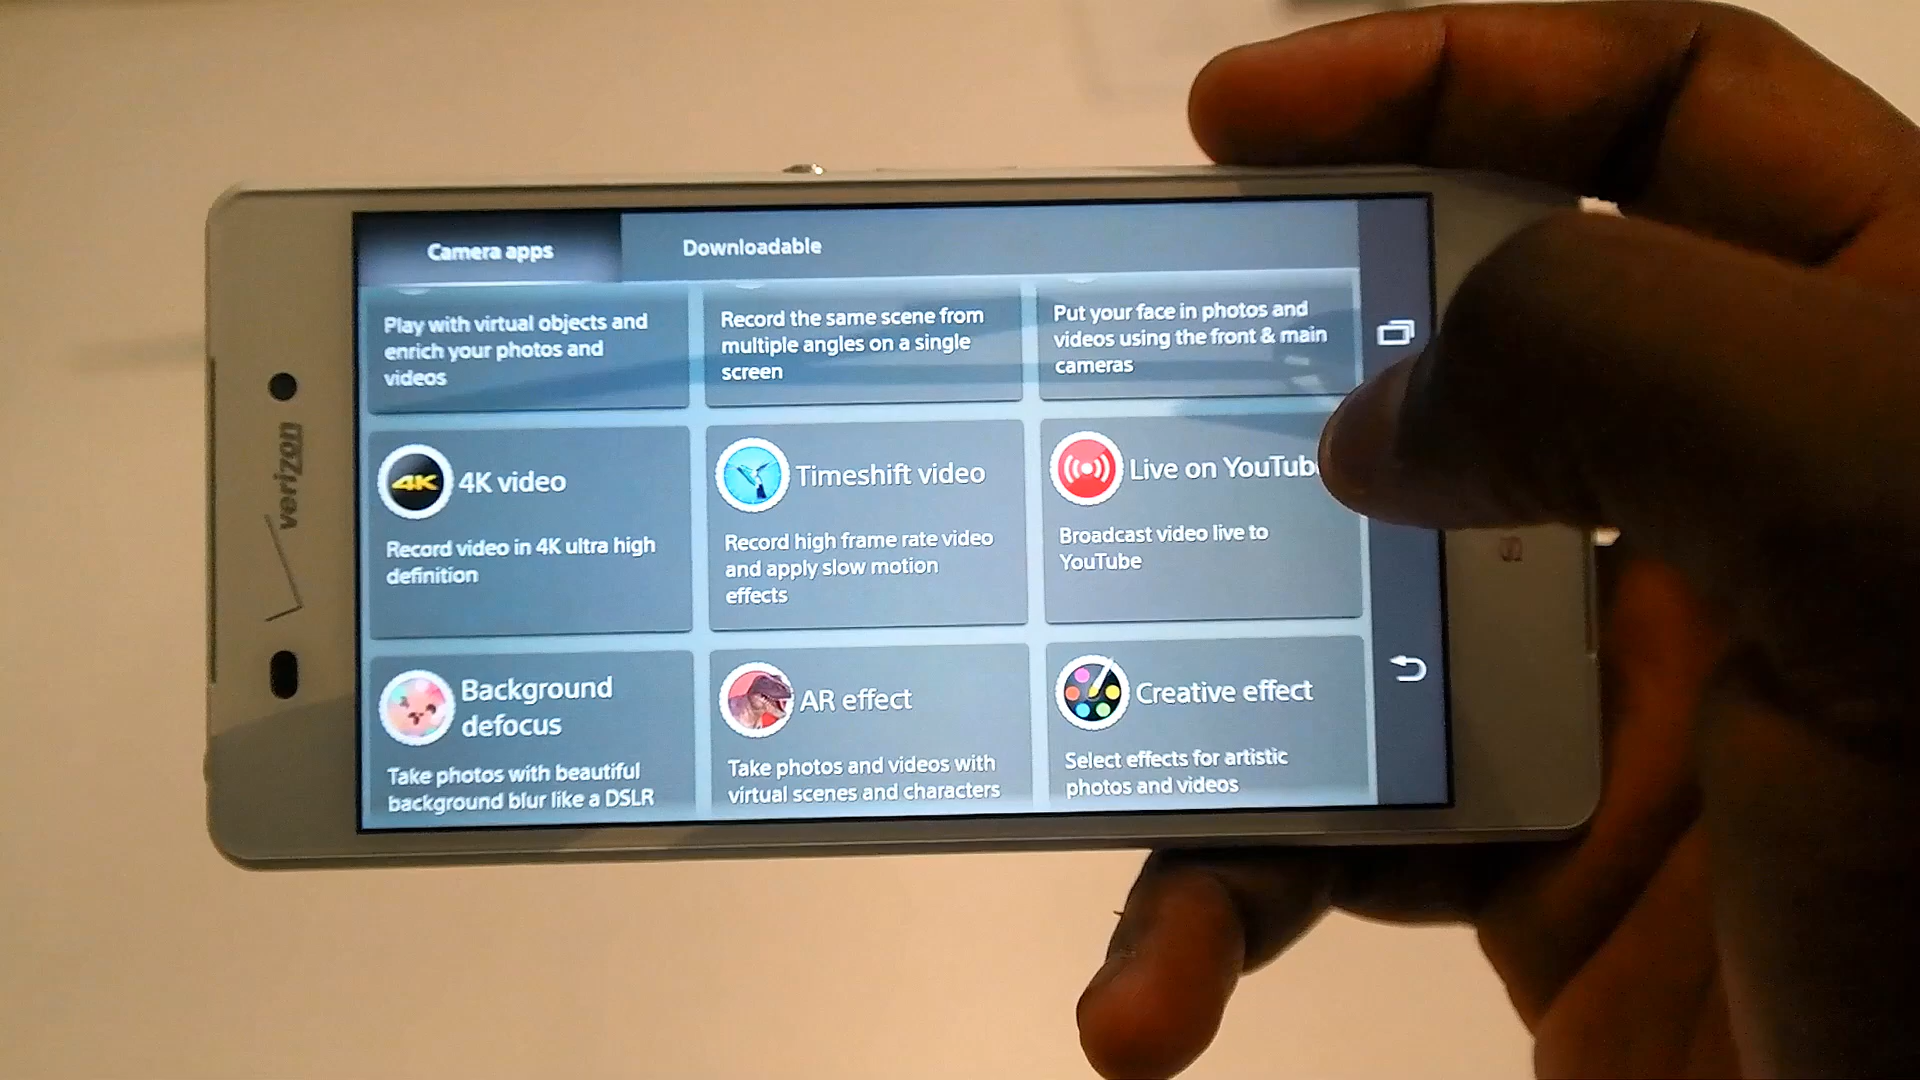 Camera apps
Downloadable
Play with virtual objects and
enrich your photos and
videos
Record the same scene from
multiple angles on a single
screen
Put your face in photos and
videos using the front & main
cameras
4K
4K video
Record video in 4K ultra high
definition
Timeshift video
Record high frame rate video
and apply slow motion
effects
Live on YouTub
Broadcast video live to
YouTube
Background
defocus
Take photos with beautiful
background blur like a DSLR
AR effect
Take photos and videos with
virtual scenes and characters
Creative effect
Select effects for artistic
photos and videos
verizon